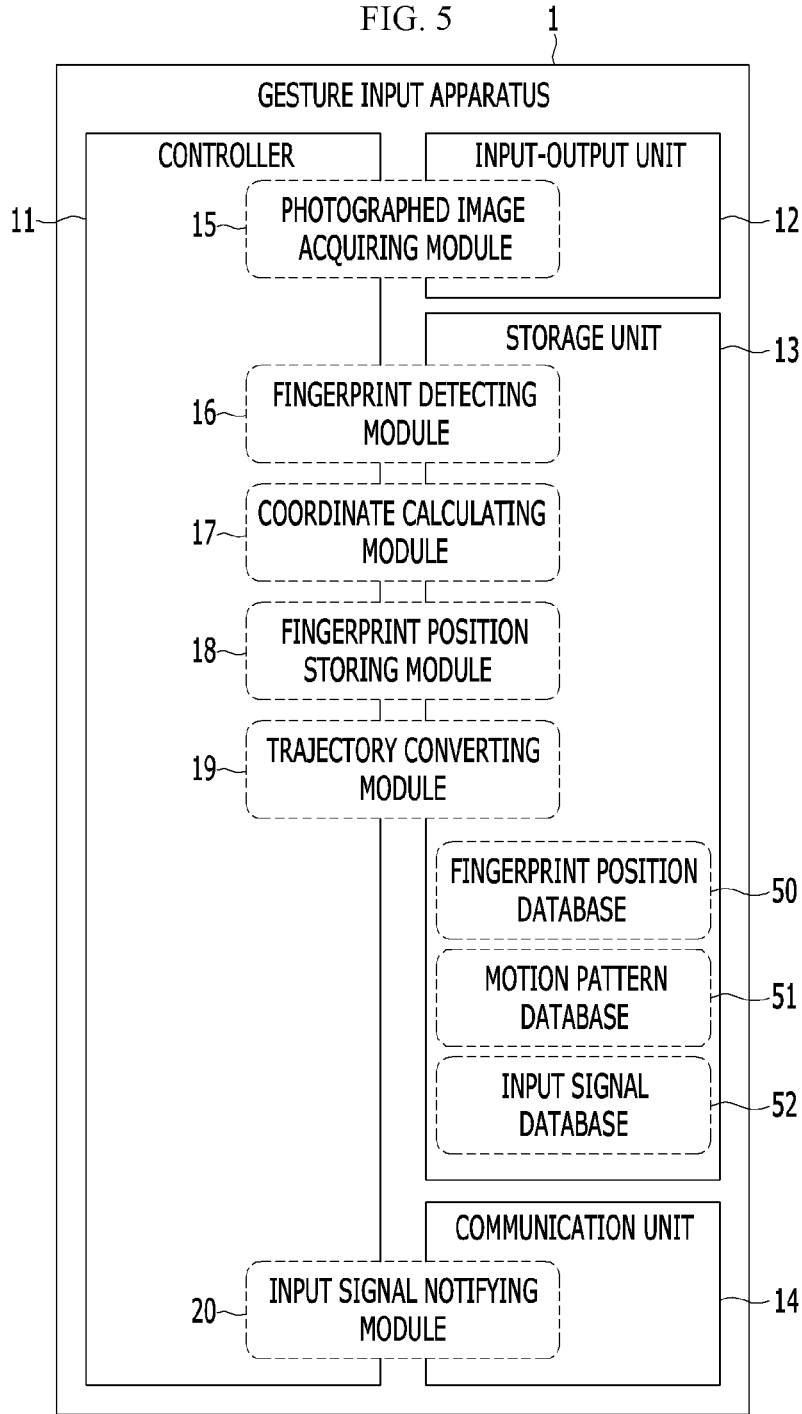 FIG. 5
1
GESTURE INPUT APPARATUS
CONTROLLER
INPUT-OUTPUT UNIT
11
15
PHOTOGRAPHED IMAGE
ACQUIRING MODULE
12
STORAGE UNIT
13
16
FINGERPRINT DETECTING
MODULE
17
COORDINATE CALCULATING
MODULE
18
FINGERPRINT POSITION
STORING MODULE
19
TRAJECTORY CONVERTING
MODULE
FINGERPRINT POSITION
DATABASE
50
MOTION PATTERN
DATABASE
51
INPUT SIGNAL
DATABASE
52
COMMUNICATION UNIT
20
INPUT SIGNAL NOTIFYING
MODULE
14